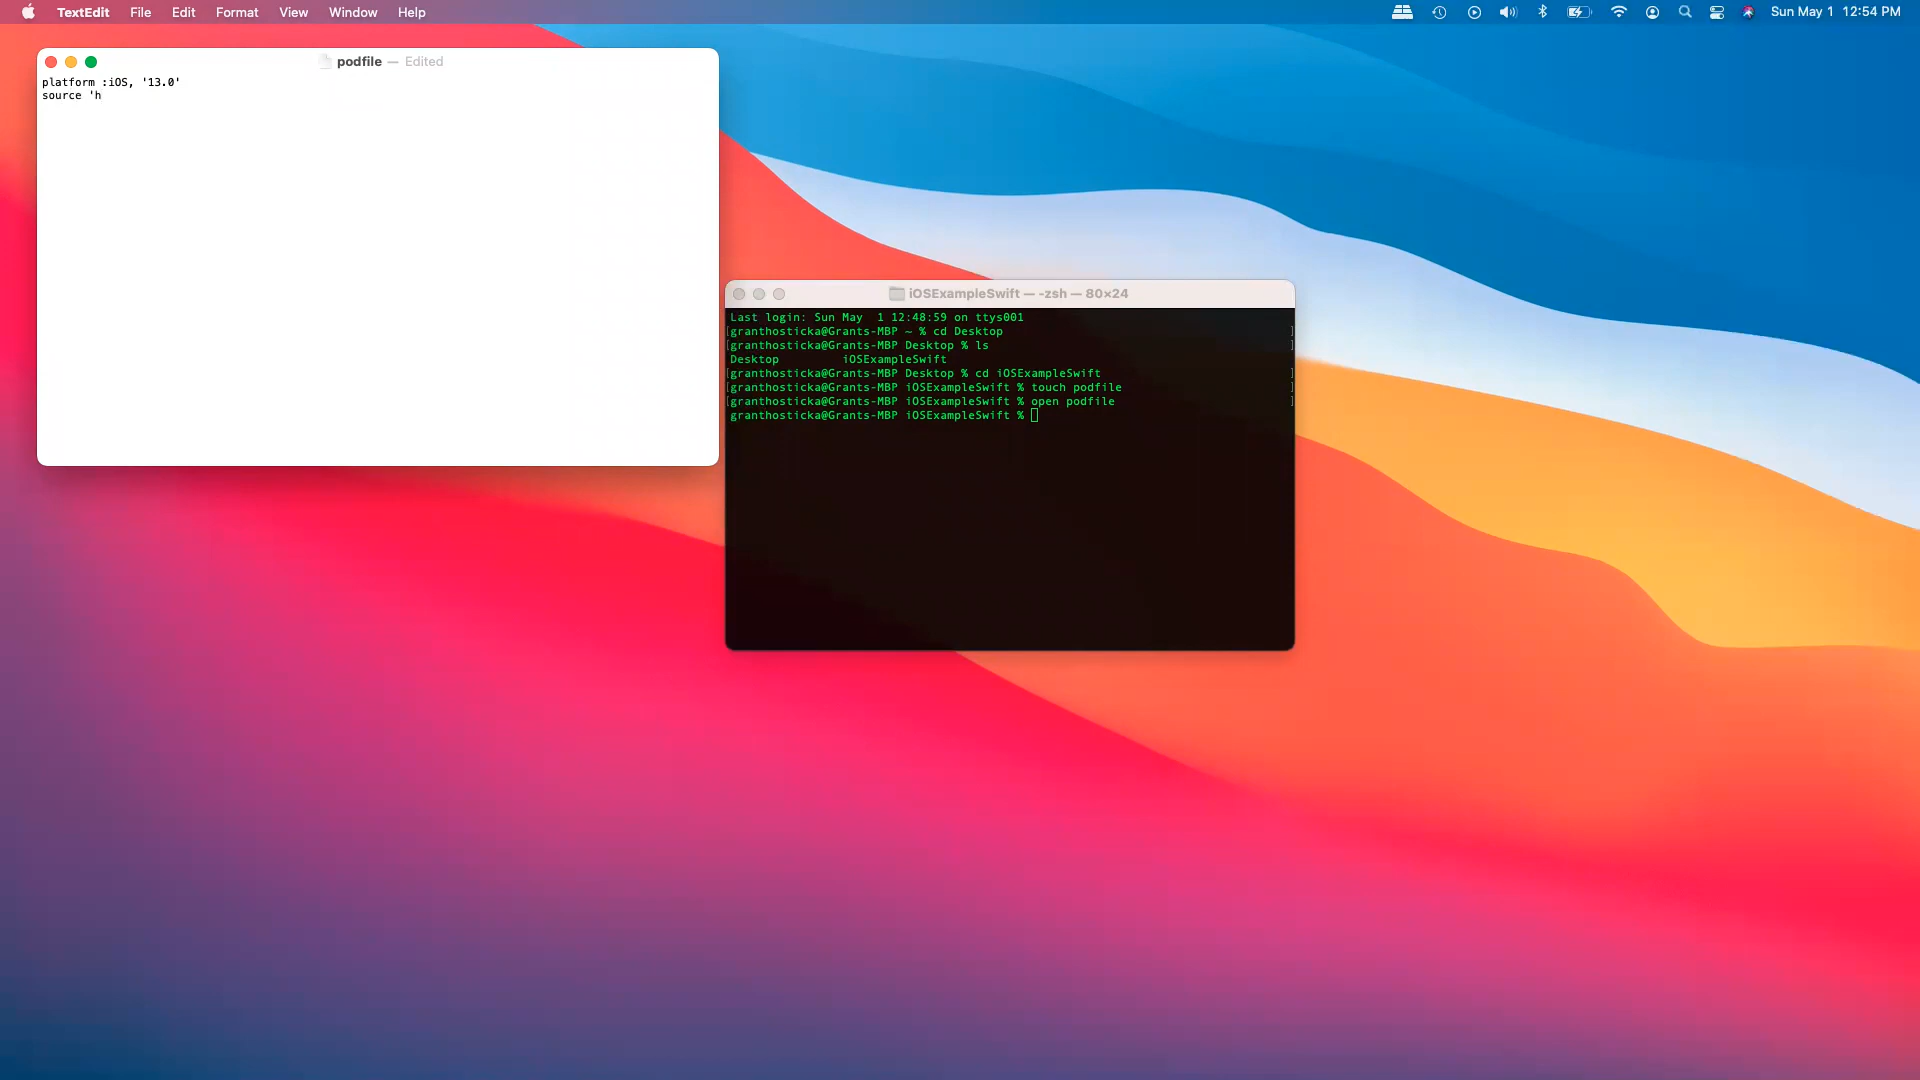 TextEdit File Edit Format View Window Help Sun May 1 12:54 PM
podfile — Edited
platform :iOS, '13.0'
source 'h
iOSExampleSwift — -zsh — 80×24
Last login: Sun May  1 12:48:59 on ttys001
[granthosticka@Grants-MBP ~ % cd Desktop ]
[granthosticka@Grants-MBP Desktop % ls ]
Desktop         iOSExampleSwift
[granthosticka@Grants-MBP Desktop % cd iOSExampleSwift ]
[granthosticka@Grants-MBP iOSExampleSwift % touch podfile ]
[granthosticka@Grants-MBP iOSExampleSwift % open podfile ]
granthosticka@Grants-MBP iOSExampleSwift %